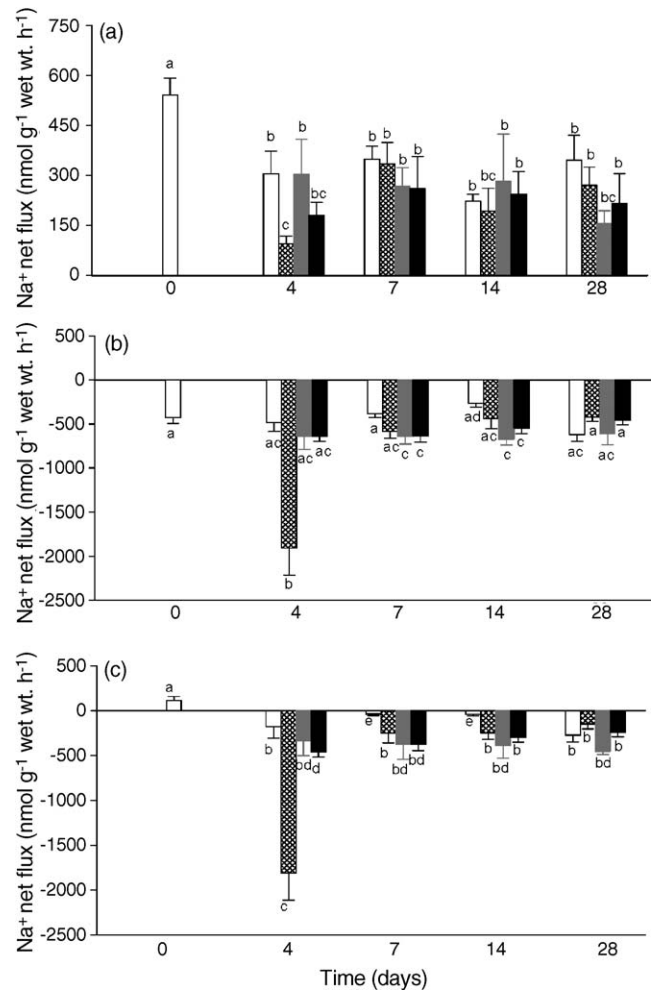 (a)
Na⁺ net flux (nmol g⁻¹ wet wt. h⁻¹)
750
600
450
300
150
0
a
b
c
b
bc
b
b
b
b
b
bc
b
b
b
b
bc
b
0
4
7
14
28
(b)
Na⁺ net flux (nmol g⁻¹ wet wt. h⁻¹)
500
0
-500
-1000
-1500
-2000
-2500
a
ac
b
ac
ac
a
ac
c
c
ad
ac
c
c
ac
a
ac
a
0
4
7
14
28
(c)
Na⁺ net flux (nmol g⁻¹ wet wt. h⁻¹)
500
0
-500
-1000
-1500
-2000
-2500
a
b
c
bd
d
e
b
bd
bd
e
b
bd
b
b
b
bd
b
0
4
7
14
28
Time (days)